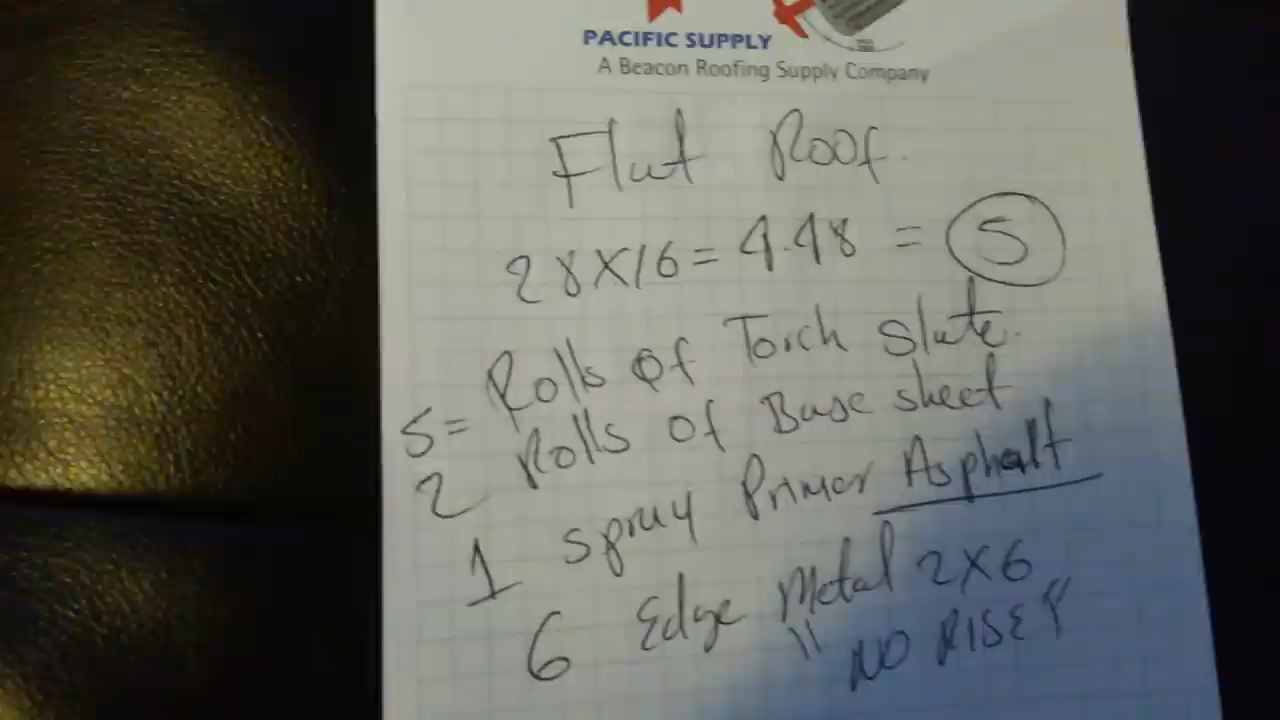 PACIFIC SUPPLY
A Beacon Roofing Supply Company
Flat Roof.
28X16 = 4.48 = 5
5= Rolls of Torch slate.
2 Rolls of Base sheet
1 spray Primer Asphalt
6 Edge Metal 2X6
"NO RISER"